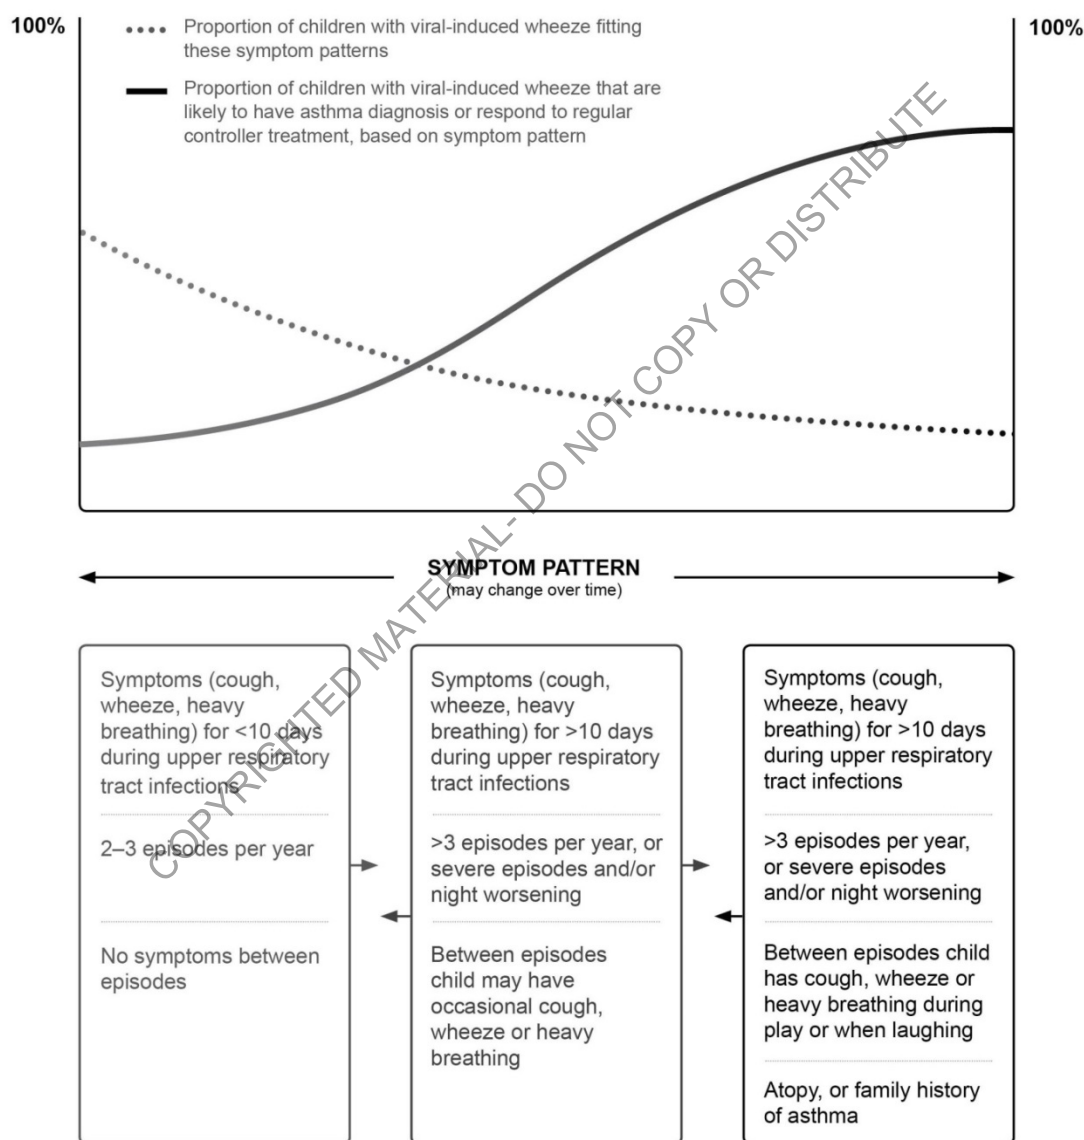 100%
Proportion of children with viral-induced wheeze fitting
these symptom patterns
Proportion of children with viral-induced wheeze that are
likely to have asthma diagnosis or respond to regular
controller treatment, based on symptom pattern
100%
COPYRIGHTED MATERIAL- DO NOT COPY OR DISTRIBUTE
SYMPTOM PATTERN
(may change over time)
Symptoms (cough,
wheeze, heavy
breathing) for <10 days
during upper respiratory
tract infections
2–3 episodes per year
No symptoms between
episodes
Symptoms (cough,
wheeze, heavy
breathing) for >10 days
during upper respiratory
tract infections
>3 episodes per year, or
severe episodes and/or
night worsening
Between episodes
child may have
occasional cough,
wheeze or heavy
breathing
Symptoms (cough,
wheeze, heavy
breathing) for >10 days
during upper respiratory
tract infections
>3 episodes per year,
or severe episodes
and/or night worsening
Between episodes child
has cough, wheeze or
heavy breathing during
play or when laughing
Atopy, or family history
of asthma